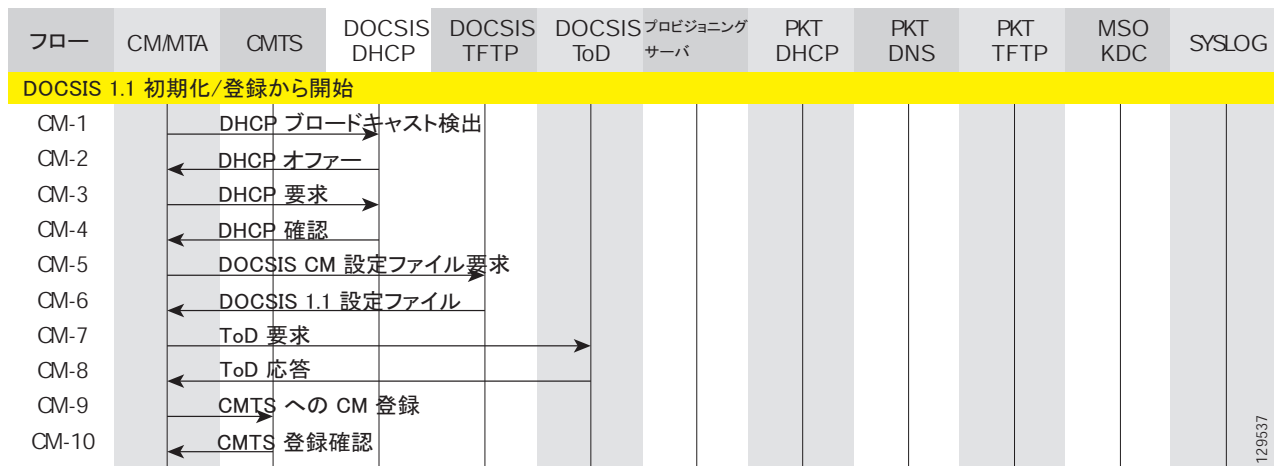 フロー CM/MTA CMTS DOCSIS DHCP DOCSIS TFTP DOCSIS ToD プロビジョニング サーバ PKT DHCP PKT DNS PKT TFTP MSO KDC SYSLOG
DOCSIS 1.1 初期化/登録から開始
CM-1 DHCP ブロードキャスト検出
CM-2 DHCP オファー
CM-3 DHCP 要求
CM-4 DHCP 確認
CM-5 DOCSIS CM 設定ファイル要求
CM-6 DOCSIS 1.1 設定ファイル
CM-7 ToD 要求
CM-8 ToD 応答
CM-9 CMTS への CM 登録
CM-10 CMTS 登録確認
129537